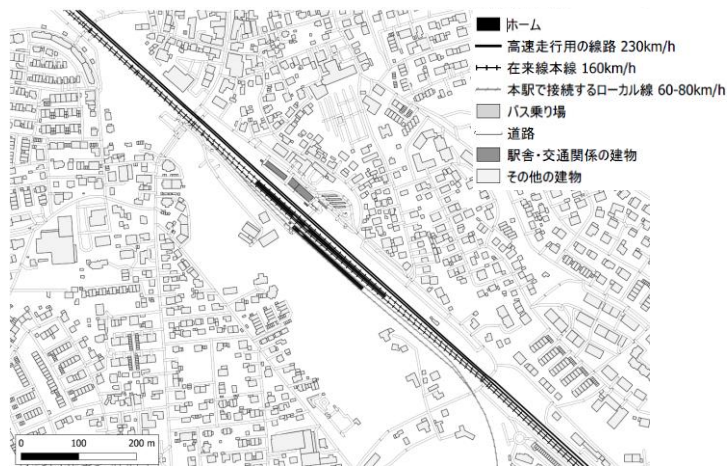 ホーム
高速走行用の線路 230km/h
在来線本線 160km/h
本駅で接続するローカル線 60-80km/h
バス乗り場
道路
駅舎・交通関係の建物
その他の建物
0 100 200 m